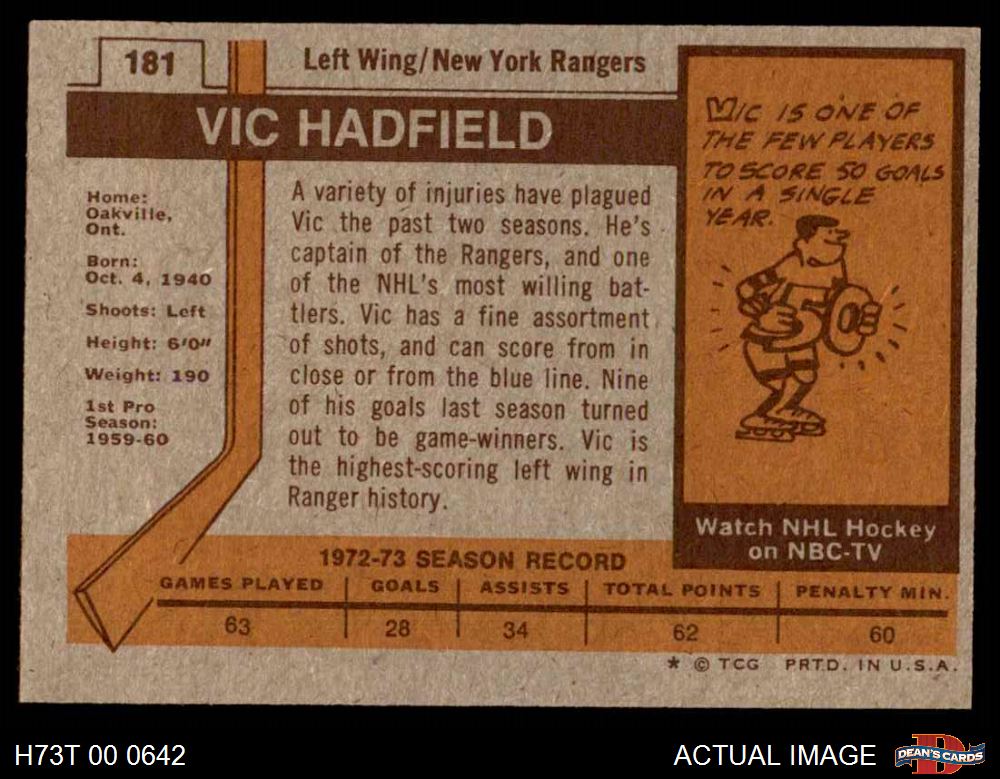 181
Left Wing/New York Rangers
VIC HADFIELD
Home:
Oakville,
Ont.
Born:
Oct. 4, 1940
Shoots: Left
Height: 6'0"
Weight: 190
1st Pro
Season:
1959-60
A variety of injuries have plagued
Vic the past two seasons. He's
captain of the Rangers, and one
of the NHL's most willing bat-
tlers. Vic has a fine assortment
of shots, and can score from in
close or from the blue line. Nine
of his goals last season turned
out to be game-winners. Vic is
the highest-scoring left wing in
Ranger history.
VIC IS ONE OF
THE FEW PLAYERS
TO SCORE 50 GOALS
IN A SINGLE
YEAR.
50
Watch NHL Hockey
on NBC-TV
1972-73 SEASON RECORD
GAMES PLAYED GOALS ASSISTS TOTAL POINTS PENALTY MIN.
63 28 34 62 60
* © TCG PRTD. IN U.S.A.
H73T 00 0642
ACTUAL IMAGE
D
DEAN'S CARDS